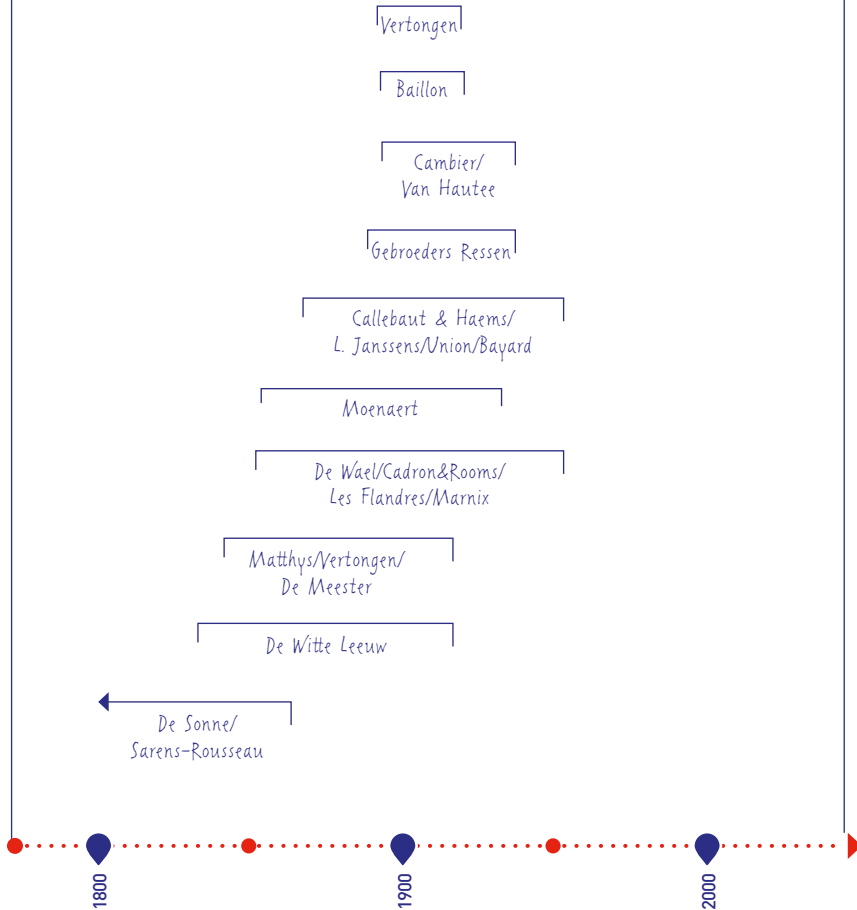 Vertongen
Baillon
Cambier/
Van Hautee
Gebroeders Ressen
Callebaut & Haems/
L. Janssens/Union/Bayard
Moenaert
De Wael/Cadron&Rooms/
Les Flandres/Marnix
Matthys/Vertongen/
De Meester
De Witte Leeuw
De Sonne/
Sarens-Rousseau
1800
1900
2000